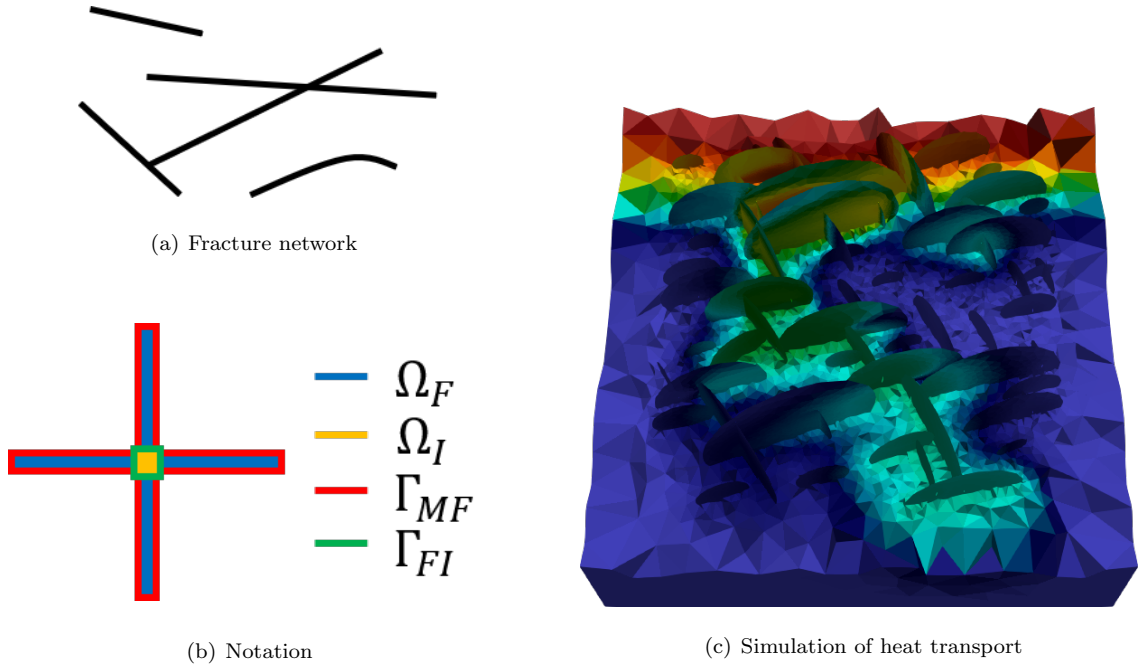 (a) Fracture network
Ω_F
Ω_I
Γ_MF
Γ_FI
(b) Notation
(c) Simulation of heat transport